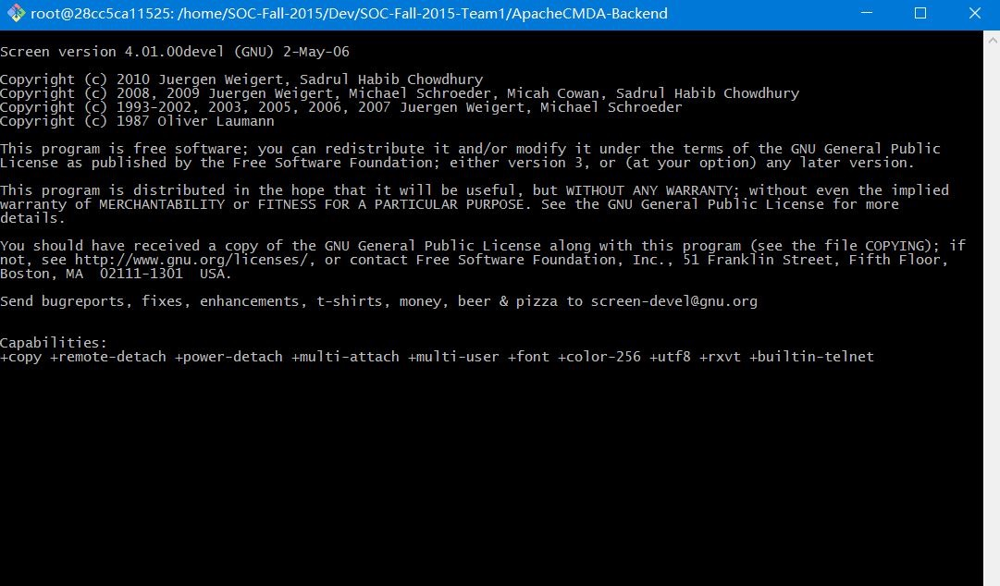 root@28cc5ca11525: /home/SOC-Fall-2015/Dev/SOC-Fall-2015-Team1/ApacheCMDA-Backend
Screen version 4.01.00devel (GNU) 2-May-06
Copyright (c) 2010 Juergen Weigert, Sadrul Habib Chowdhury
Copyright (c) 2008, 2009 Juergen Weigert, Michael Schroeder, Micah Cowan, Sadrul Habib Chowdhury
Copyright (c) 1993-2002, 2003, 2005, 2006, 2007 Juergen Weigert, Michael Schroeder
Copyright (c) 1987 Oliver Laumann
This program is free software; you can redistribute it and/or modify it under the terms of the GNU General Public
License as published by the Free Software Foundation; either version 3, or (at your option) any later version.
This program is distributed in the hope that it will be useful, but WITHOUT ANY WARRANTY; without even the implied
warranty of MERCHANTABILITY or FITNESS FOR A PARTICULAR PURPOSE. See the GNU General Public License for more
details.
You should have received a copy of the GNU General Public License along with this program (see the file COPYING); if
not, see http://www.gnu.org/licenses/, or contact Free Software Foundation, Inc., 51 Franklin Street, Fifth Floor,
Boston, MA  02111-1301  USA.
Send bugreports, fixes, enhancements, t-shirts, money, beer & pizza to screen-devel@gnu.org
Capabilities:
+copy +remote-detach +power-detach +multi-attach +multi-user +font +color-256 +utf8 +rxvt +builtin-telnet